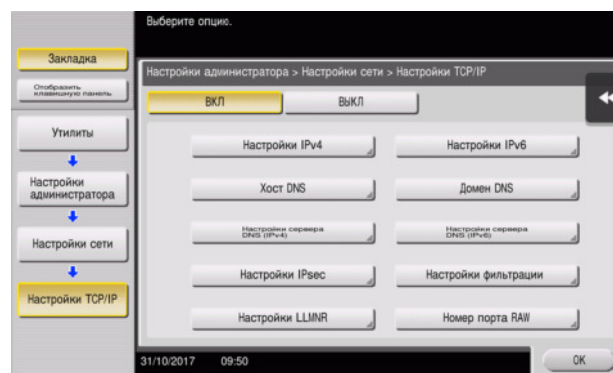 Выберите опцию.
Закладка
Отобразить
клавишную панель
Утилиты
Настройки
администратора
Настройки сети
Настройки TCP/IP
Настройки администратора > Настройки сети > Настройки TCP/IP
ВКЛ
ВЫКЛ
Настройки IPv4
Настройки IPv6
Хост DNS
Домен DNS
Настройки сервера
DNS (IPv4)
Настройки сервера
DNS (IPv6)
Настройки IPsec
Настройки фильтрации
Настройки LLMNR
Номер порта RAW
31/10/2017 09:50
OK